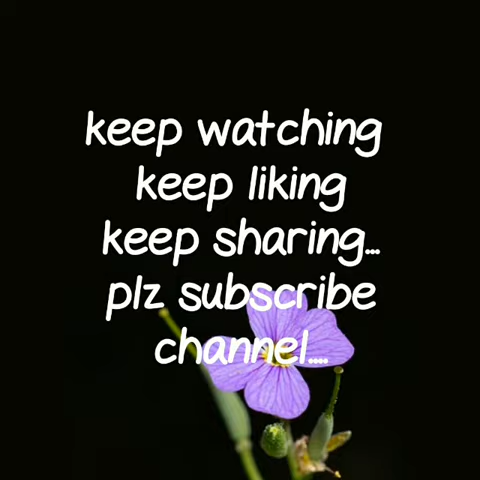 keep watching
keep liking
keep sharing...
plz subscribe
channel....